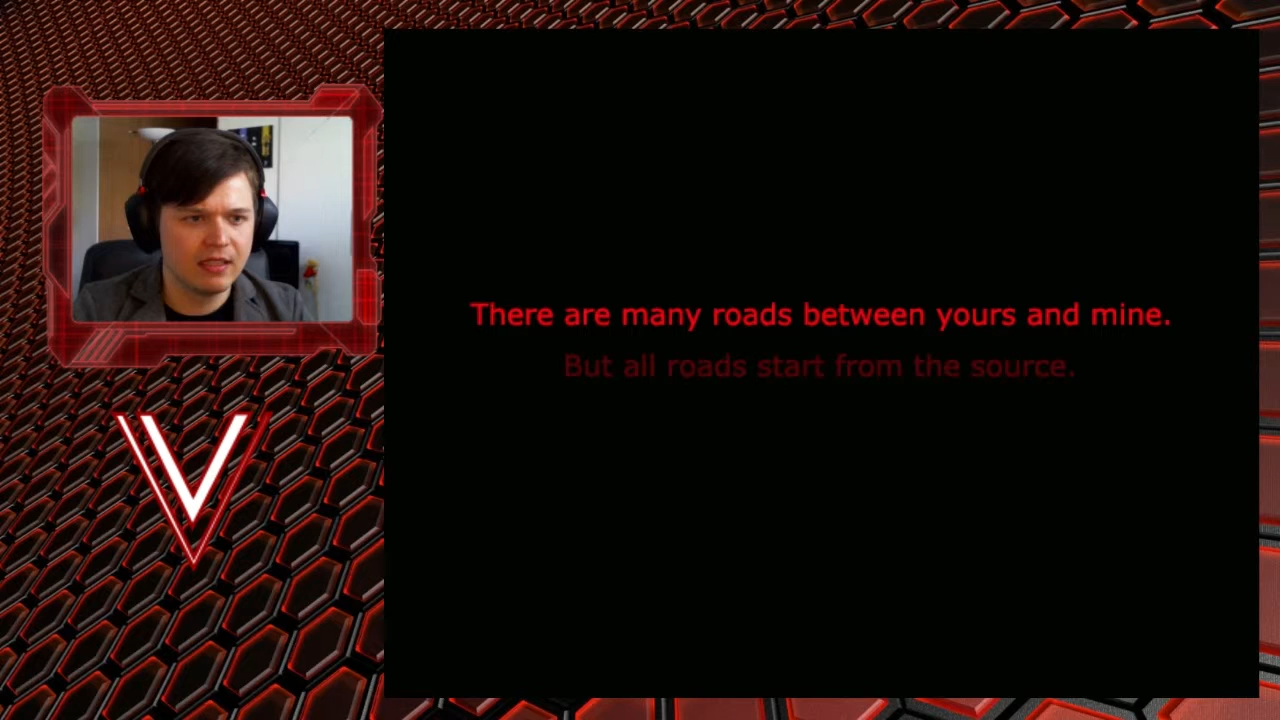 There are many roads between yours and mine.
But all roads start from the source.
V